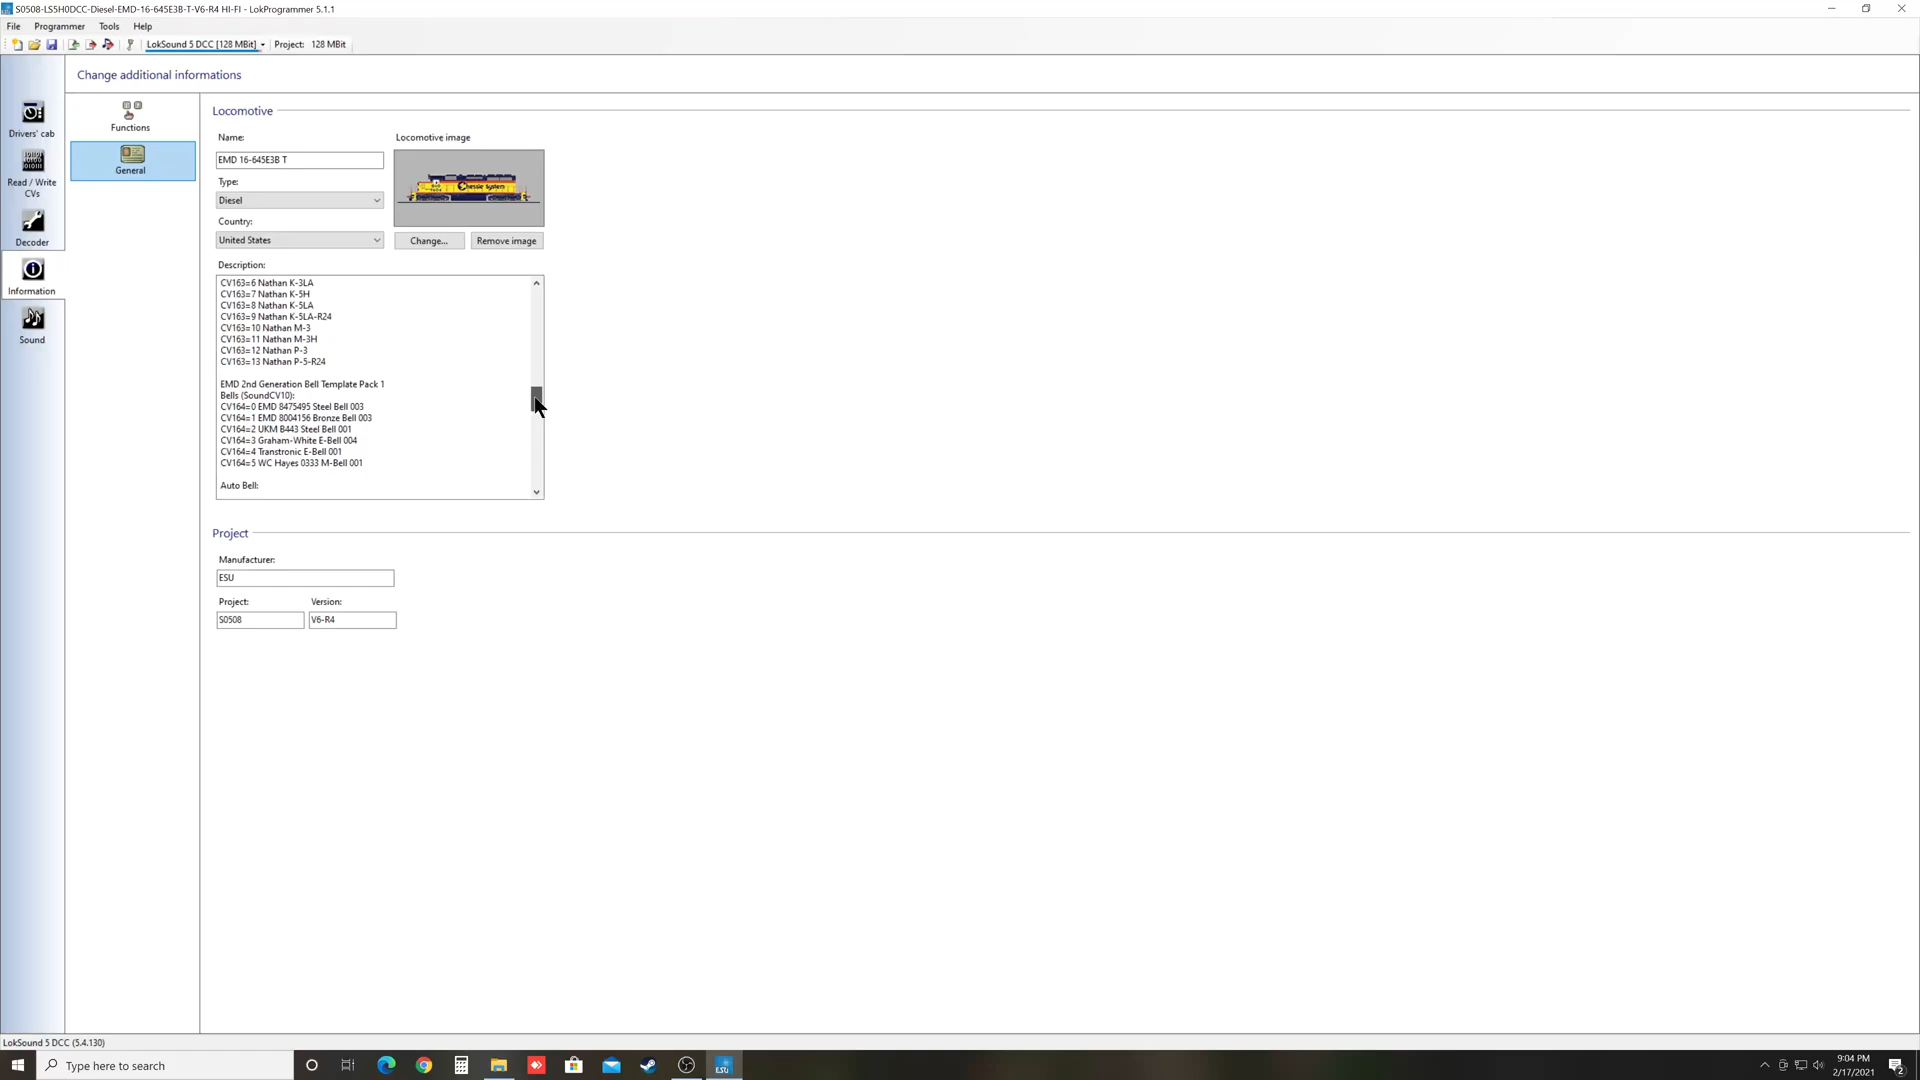 S0508-LS5H0DCC-Diesel-EMD-16-645E3B-T-V6-R4 HI-FI - LokProgrammer 5.1.1
File Programmer Tools Help
LokSound 5 DCC [128 MBit] Project: 128 MBit
Change additional informations
Drivers' cab
Read / Write
CVs
Decoder
Information
Sound
Functions
General
Locomotive
Name:
EMD 16-645E3B T
Type:
Diesel
Country:
United States
Locomotive image
Chessie System
Change...
Remove image
Description:
CV163=6 Nathan K-3LA
CV163=7 Nathan K-5H
CV163=8 Nathan K-5LA
CV163=9 Nathan K-5LA-R24
CV163=10 Nathan M-3
CV163=11 Nathan M-3H
CV163=12 Nathan P-3
CV163=13 Nathan P-5-R24
EMD 2nd Generation Bell Template Pack 1
Bells (SoundCV10):
CV164=0 EMD 8475495 Steel Bell 003
CV164=1 EMD 8004156 Bronze Bell 003
CV164=2 UKM B443 Steel Bell 001
CV164=3 Graham-White E-Bell 004
CV164=4 Transtronic E-Bell 001
CV164=5 WC Hayes 0333 M-Bell 001
Auto Bell:
Project
Manufacturer:
ESU
Project:
Version:
S0508
V6-R4
LokSound 5 DCC (5.4.130)
Type here to search
ESU
9:04 PM
2/17/2021
2